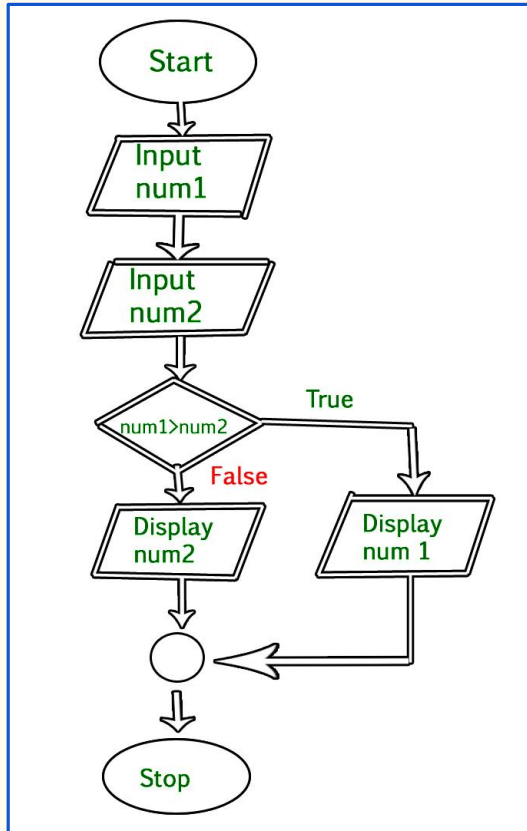 Start
Input
num1
Input
num2
num1>num2
True
False
Display
num2
Display
num 1
Stop